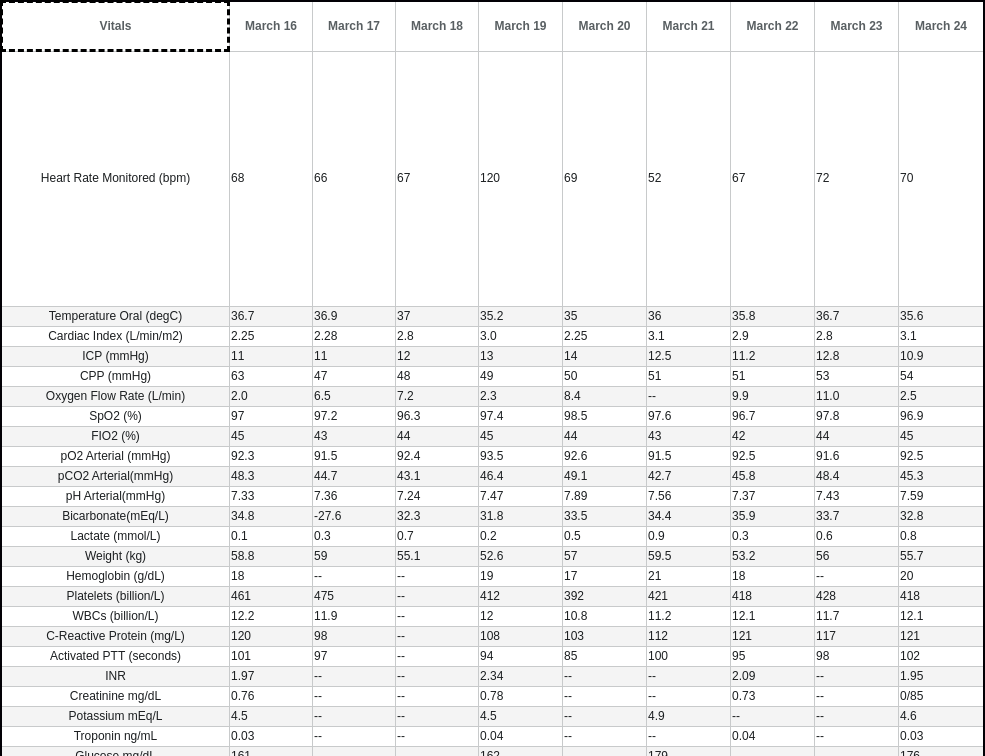 Vitals March 16 March 17 March 18 March 19 March 20 March 21 March 22 March 23 March 24
Heart Rate Monitored (bpm) 68 66 67 120 69 52 67 72 70
Temperature Oral (degC) 36.7 36.9 37 35.2 35 36 35.8 36.7 35.6
Cardiac Index (L/min/m2) 2.25 2.28 2.8 3.0 2.25 3.1 2.9 2.8 3.1
ICP (mmHg) 11 11 12 13 14 12.5 11.2 12.8 10.9
CPP (mmHg) 63 47 48 49 50 51 51 53 54
Oxygen Flow Rate (L/min) 2.0 6.5 7.2 2.3 8.4 -- 9.9 11.0 2.5
SpO2 (%) 97 97.2 96.3 97.4 98.5 97.6 96.7 97.8 96.9
FIO2 (%) 45 43 44 45 44 43 42 44 45
pO2 Arterial (mmHg) 92.3 91.5 92.4 93.5 92.6 91.5 92.5 91.6 92.5
pCO2 Arterial(mmHg) 48.3 44.7 43.1 46.4 49.1 42.7 45.8 48.4 45.3
pH Arterial(mmHg) 7.33 7.36 7.24 7.47 7.89 7.56 7.37 7.43 7.59
Bicarbonate(mEq/L) 34.8 -27.6 32.3 31.8 33.5 34.4 35.9 33.7 32.8
Lactate (mmol/L) 0.1 0.3 0.7 0.2 0.5 0.9 0.3 0.6 0.8
Weight (kg) 58.8 59 55.1 52.6 57 59.5 53.2 56 55.7
Hemoglobin (g/dL) 18 -- -- 19 17 21 18 -- 20
Platelets (billion/L) 461 475 -- 412 392 421 418 428 418
WBCs (billion/L) 12.2 11.9 -- 12 10.8 11.2 12.1 11.7 12.1
C-Reactive Protein (mg/L) 120 98 -- 108 103 112 121 117 121
Activated PTT (seconds) 101 97 -- 94 85 100 95 98 102
INR 1.97 -- -- 2.34 -- -- 2.09 -- 1.95
Creatinine mg/dL 0.76 -- -- 0.78 -- -- 0.73 -- 0/85
Potassium mEq/L 4.5 -- -- 4.5 -- 4.9 -- -- 4.6
Troponin ng/mL 0.03 -- -- 0.04 -- -- 0.04 -- 0.03
Glucose mg/dL 161 162 179 176